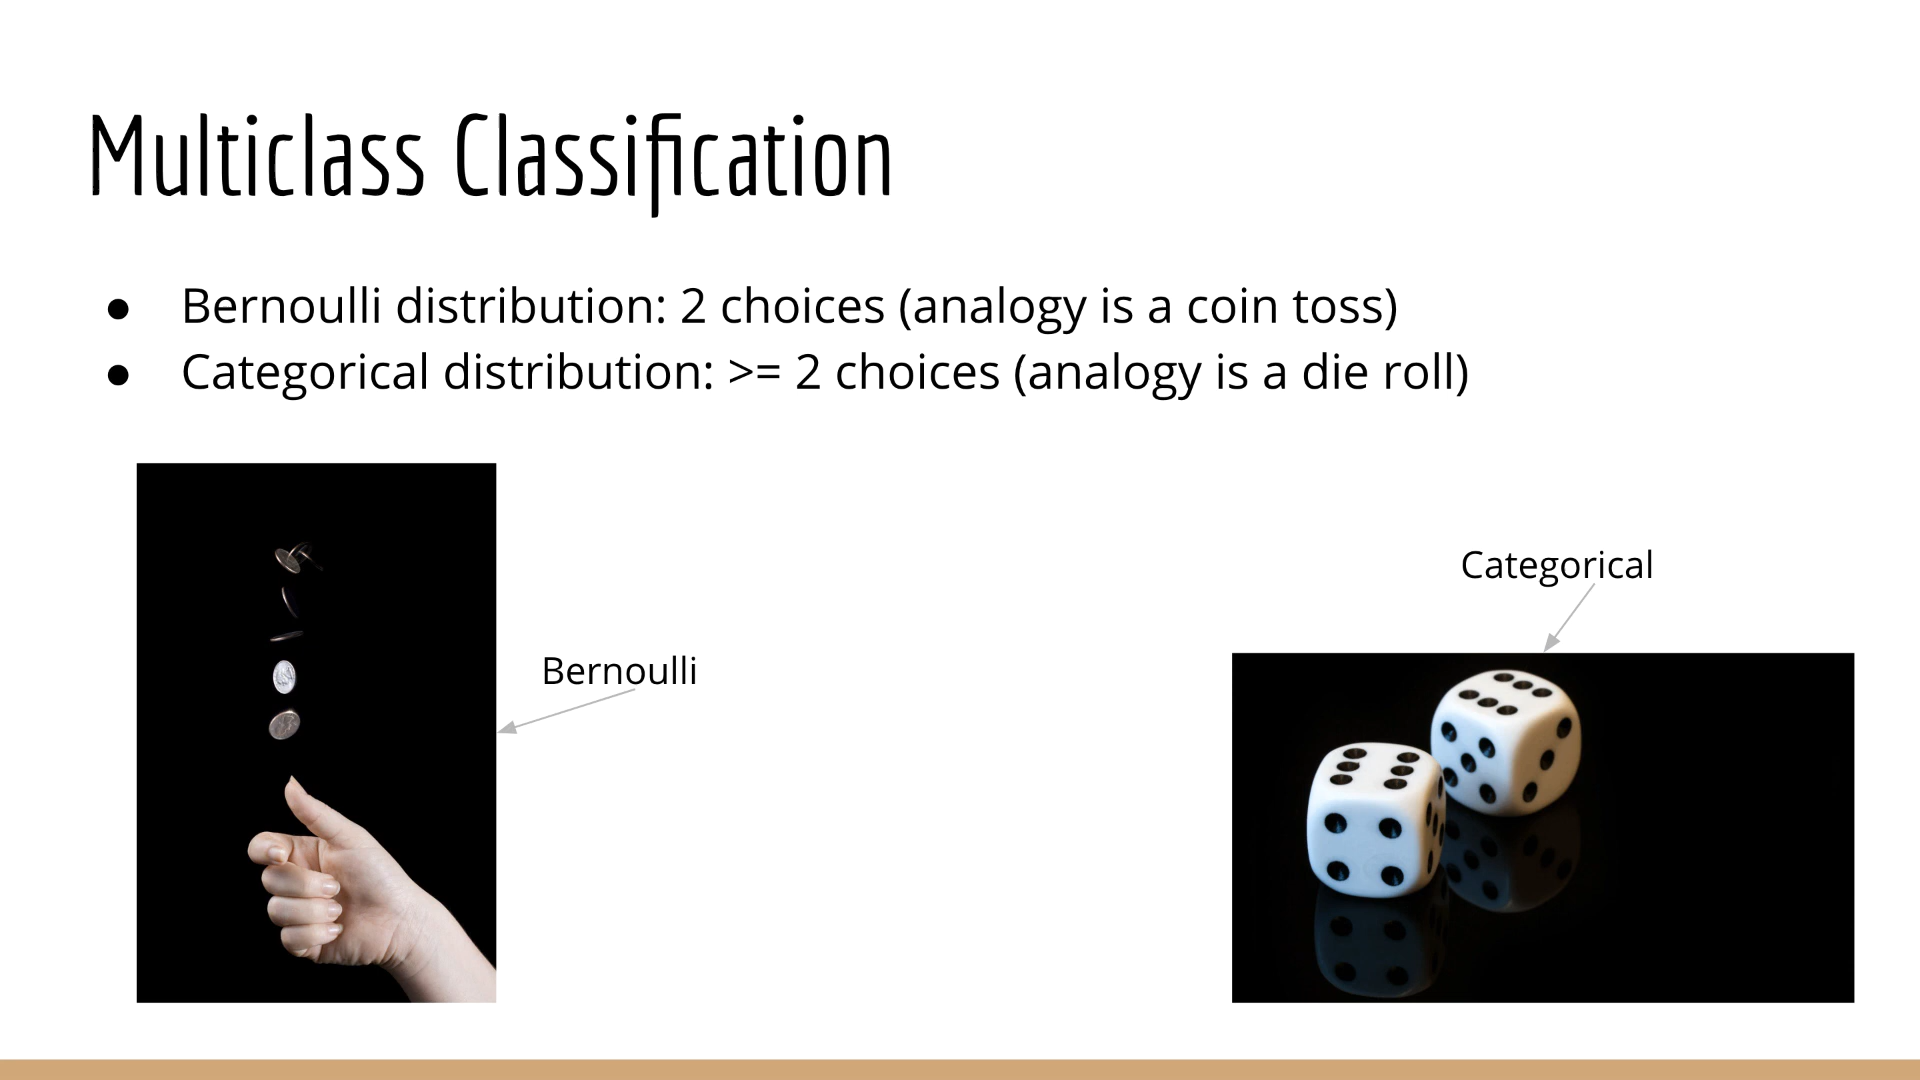 Multiclass Classification
● Bernoulli distribution: 2 choices (analogy is a coin toss)
● Categorical distribution: >= 2 choices (analogy is a die roll)
Categorical
Bernoulli